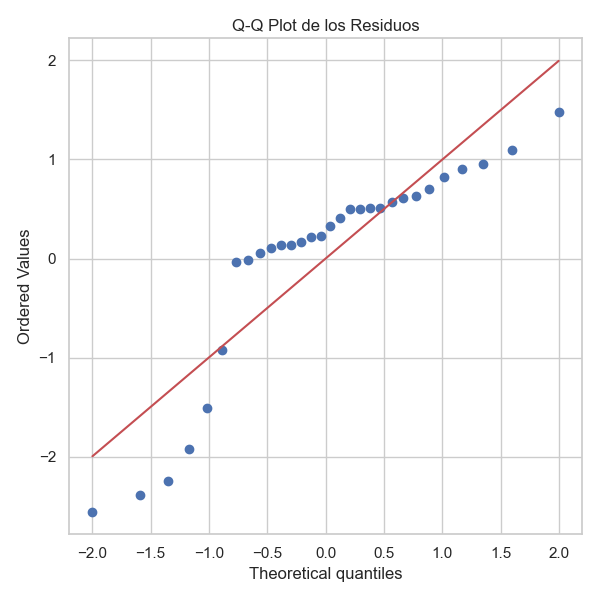 Q-Q Plot de los Residuos
2
1
0
−1
−2
Ordered Values
−2.0 −1.5 −1.0 −0.5 0.0 0.5 1.0 1.5 2.0
Theoretical quantiles